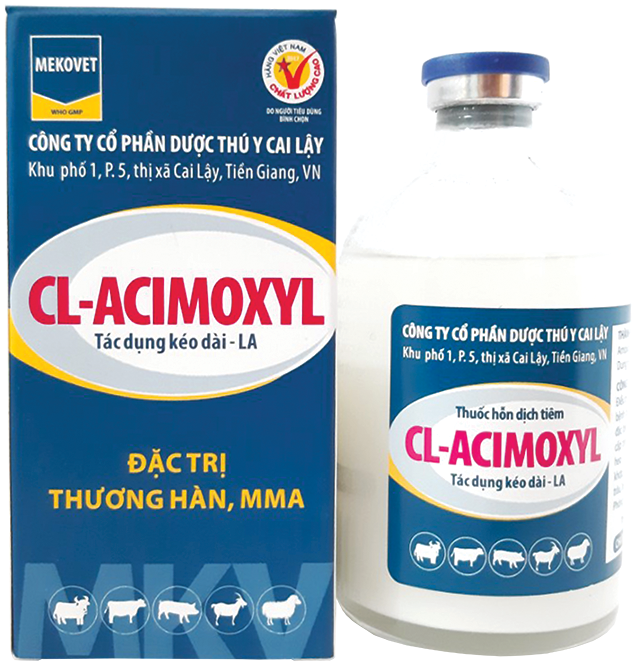 MEKOVET
WHO GMP
HÀNG VIỆT NAM
CHẤT LƯỢNG CAO
DO NGƯỜI TIÊU DÙNG
BÌNH CHỌN
CÔNG TY CỔ PHẦN DƯỢC THÚ Y CAI LẬY
Khu phố 1, P. 5, thị xã Cai Lậy, Tiền Giang, VN
CL-ACIMOXYL
Tác dụng kéo dài - LA
ĐẶC TRỊ
THƯƠNG HÀN, MMA
MKV
CÔNG TY CỔ PHẦN DƯỢC THÚ Y CAI LẬY
Khu phố 1, P. 5, thị xã Cai Lậy, Tiền Giang, VN
Thuốc hỗn dịch tiêm
CL-ACIMOXYL
Tác dụng kéo dài - LA